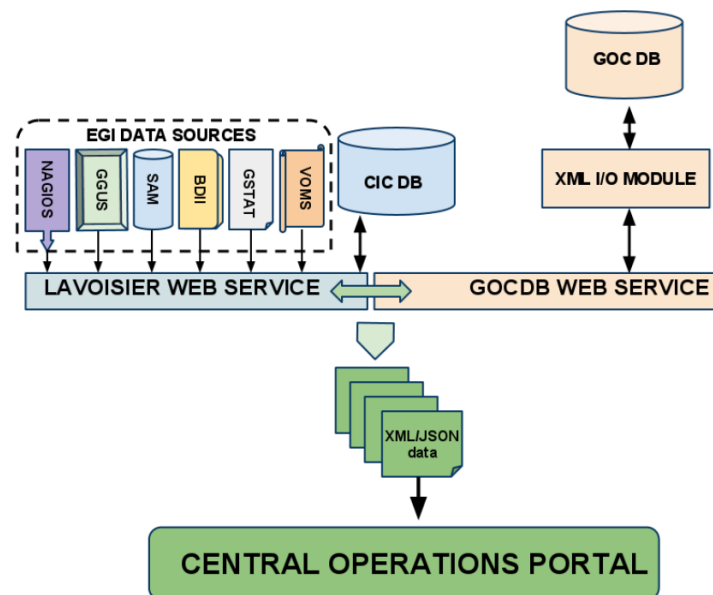 GOC DB
EGI DATA SOURCES
NAGIOS
GGUS
SAM
BDII
GSTAT
VOMS
CIC DB
XML I/O MODULE
LAVOISIER WEB SERVICE
GOCDB WEB SERVICE
XML/JSON
data
CENTRAL OPERATIONS PORTAL